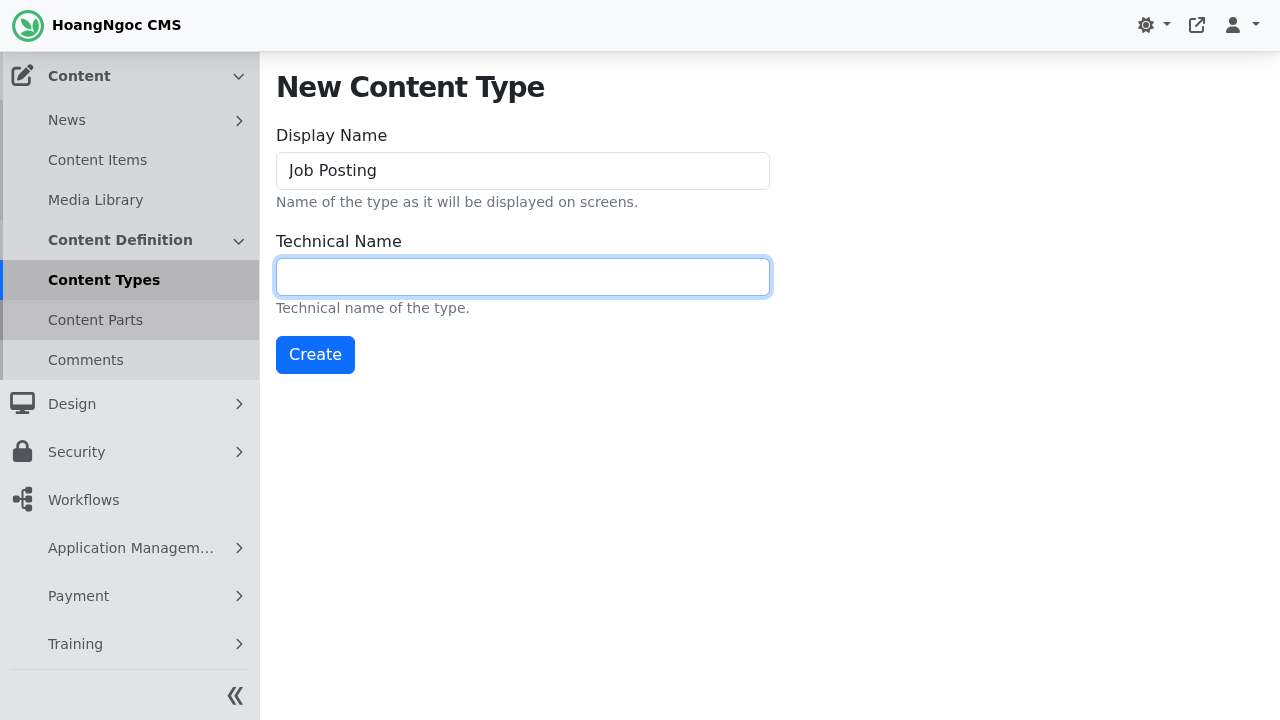 HoangNgoc CMS
Content
News
Content Items
Media Library
Content Definition
Content Types
Content Parts
Comments
Design
Security
Workflows
Application Managem...
Payment
Training
New Content Type
Display Name
Job Posting
Name of the type as it will be displayed on screens.
Technical Name
Technical name of the type.
Create